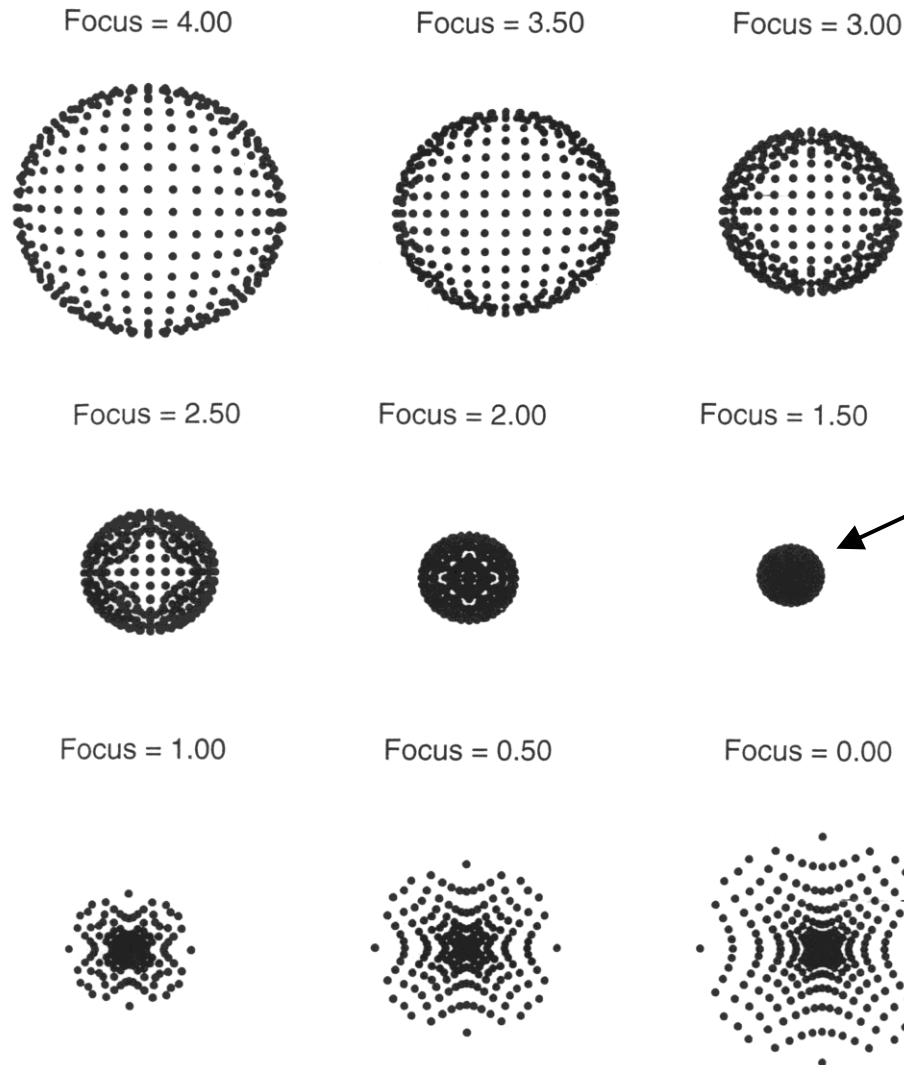 Focus = 4.00
Focus = 3.50
Focus = 3.00
Focus = 2.50
Focus = 2.00
Focus = 1.50
Focus = 1.00
Focus = 0.50
Focus = 0.00